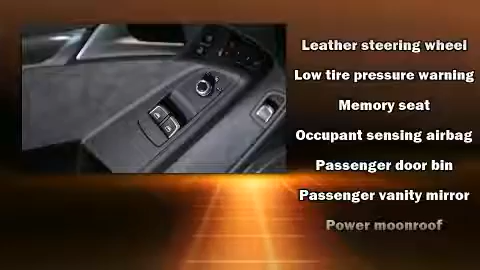 Leather steering wheel
Low tire pressure warning
Memory seat
Occupant sensing airbag
Passenger door bin
Passenger vanity mirror
Power moonroof